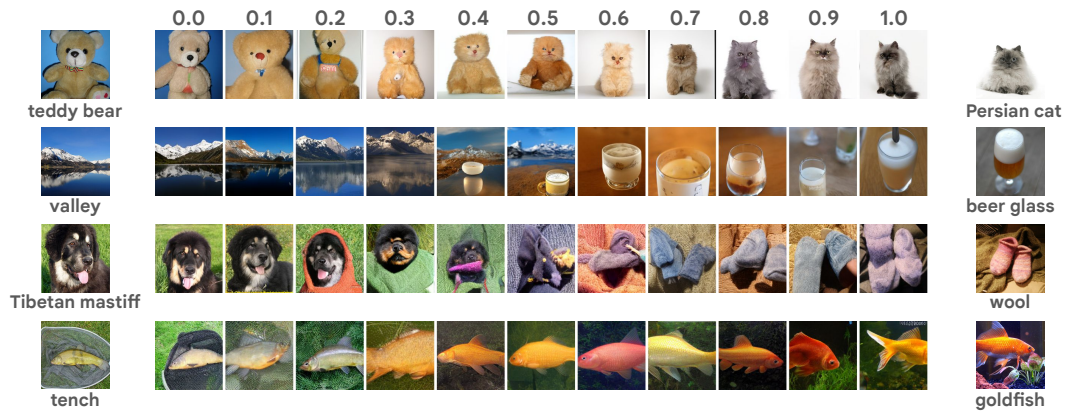 0.0 0.1 0.2 0.3 0.4 0.5 0.6 0.7 0.8 0.9 1.0
teddy bear Persian cat
valley beer glass
Tibetan mastiff wool
tench goldfish